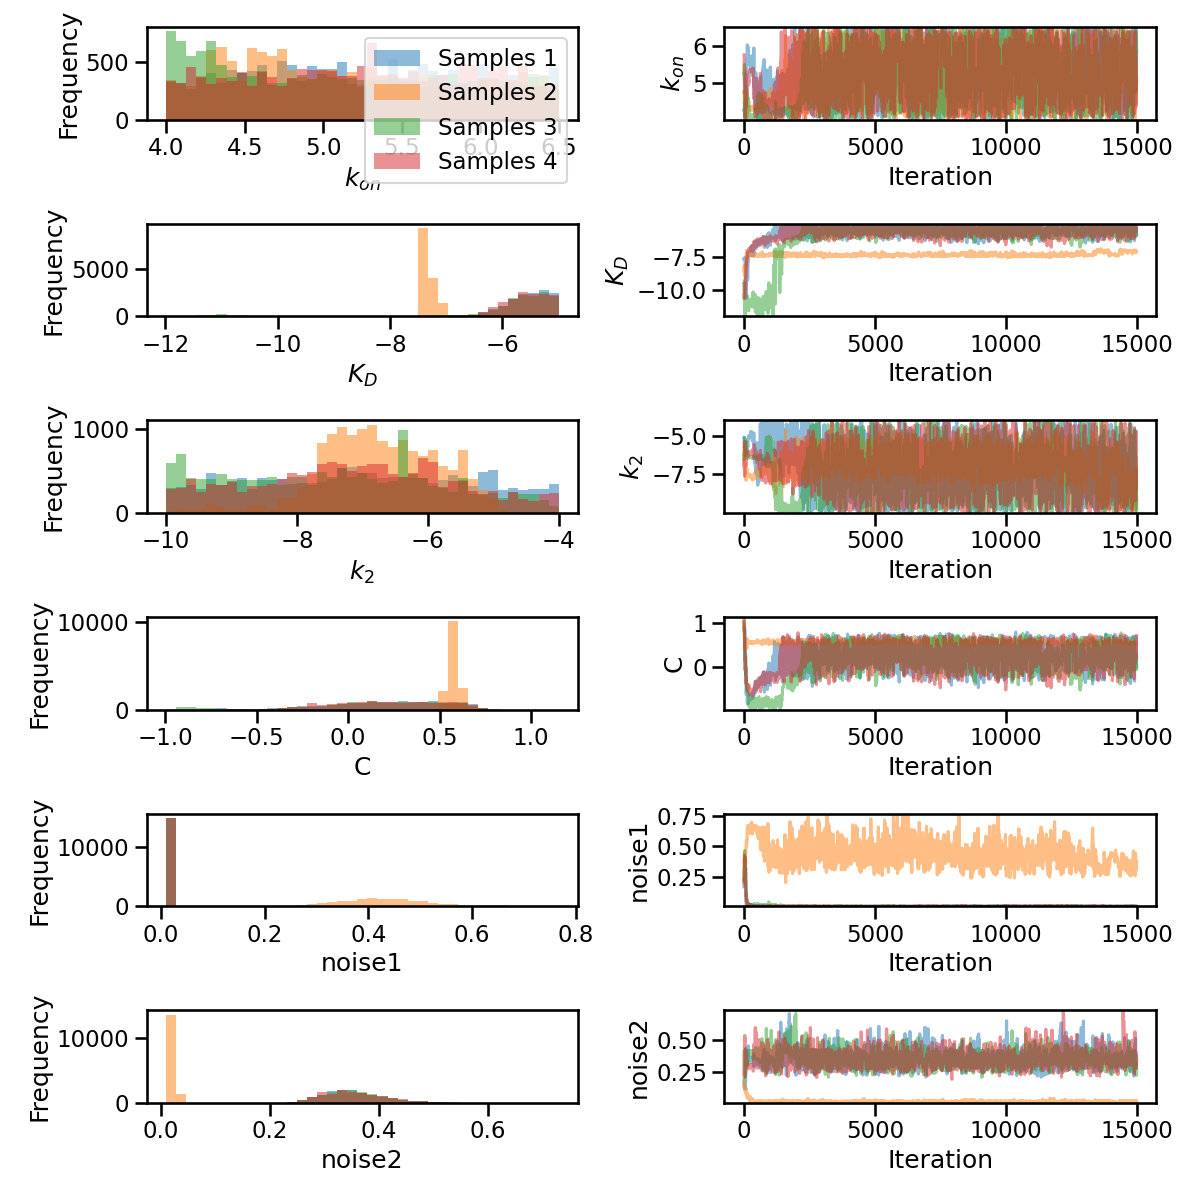 Frequency
500
0
4.0 4.5 5.0 5.5 6.0 6.5
k_on
Samples 1
Samples 2
Samples 3
Samples 4
k_on
6
5
0 5000 10000 15000
Iteration
Frequency
5000
0
−12 −10 −8 −6
K_D
K_D
−7.5
−10.0
0 5000 10000 15000
Iteration
Frequency
1000
0
−10 −8 −6 −4
k_2
k_2
−5.0
−7.5
0 5000 10000 15000
Iteration
Frequency
10000
0
−1.0 −0.5 0.0 0.5 1.0
C
C
1
0
0 5000 10000 15000
Iteration
Frequency
10000
0
0.0 0.2 0.4 0.6 0.8
noise1
noise1
0.75
0.50
0.25
0 5000 10000 15000
Iteration
Frequency
10000
0
0.0 0.2 0.4 0.6
noise2
noise2
0.50
0.25
0 5000 10000 15000
Iteration